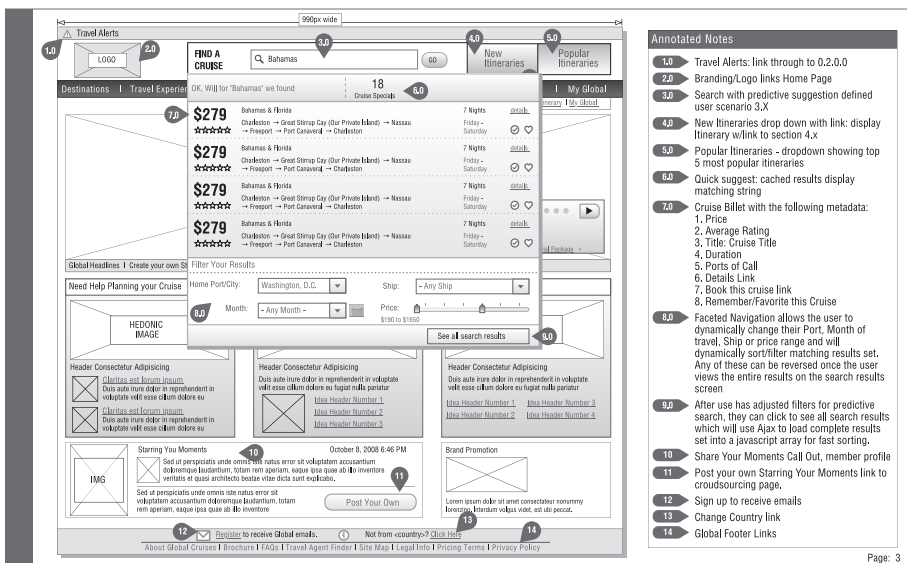 990px wide
Travel Alerts
1.0
LOGO
2.0
FIND A
CRUISE
3.0
Bahamas
GO
4.0
New
Itineraries
5.0
Popular
Itineraries
Destinations | Travel Experien
| My Global
inerary | My Global
OK, Will for "Bahamas" we found
18
Cruise Specials
6.0
7.0
$279
Bahamas & Florida
7 Nights
details
Charleston → Great Stirrup Cay (Our Private Island) → Nassau
→ Freeport → Port Canaveral → Charleston
Friday -
Saturday
$279
Bahamas & Florida
7 Nights
details
Charleston → Great Stirrup Cay (Our Private Island) → Nassau
→ Freeport → Port Canaveral → Charleston
Friday -
Saturday
$279
Bahamas & Florida
7 Nights
details
Charleston → Great Stirrup Cay (Our Private Island) → Nassau
→ Freeport → Port Canaveral → Charleston
Friday -
Saturday
$279
Bahamas & Florida
7 Nights
details
Charleston → Great Stirrup Cay (Our Private Island) → Nassau
→ Freeport → Port Canaveral → Charleston
Friday -
Saturday
Package
Global Headlines | Create your own St
Filter Your Results
Home Port/City:
Washington, D.C.
Ship:
- Any Ship
8.0
Month:
- Any Month -
Price:
$190 to $1650
See all search results
9.0
Need Help Planning your Cruise
HEDONIC
IMAGE
Header Consectetur Adipisicing
Claritas est lorum ipsum
Duis aute irure dolor in reprehenderit in
voluptate velit esse cillum dolore eu
Claritas est lorum ipsum
Duis aute irure dolor in reprehenderit in
voluptate velit esse cillum dolore eu
Header Consectetur Adipisicing
Duis aute irure dolor in reprehenderit in voluptate
velit esse cillum dolore eu fugiat nulla pariatur
Idea Header Number 1
Idea Header Number 2
Idea Header Number 3
Header Consectetur Adipisicing
Duis aute irure dolor in reprehenderit in voluptate
velit esse cillum dolore eu fugiat nulla pariatur
Idea Header Number 1
Idea Header Number 3
Idea Header Number 2
Idea Header Number 4
IMG
Starring You Moments
10
October 8, 2008 6:46 PM
Sed ut perspiciatis unde omnis iste natus error sit voluptatem accusantium
doloremque laudantium, totam rem aperiam, eaque ipsa quae ab illo inventore
veritatis et quasi architecto beatae vitae dicta sunt explicabo.
Sed ut perspiciatis unde omnis iste natus error sit
voluptatem accusantium doloremque laudantium, totam
rem aperiam, eaque ipsa quae ab illo inventore
11
Post Your Own
Brand Promotion
Lorem ipsum dolor sit amet consectetur nonummy
lorenzino. Interdum volgus videt, est ubi peccat.
12
Register to receive Global emails.
Not from <country>? Click Here
13
14
About Global Cruises | Brochure | FAQs | Travel Agent Finder | Site Map | Legal Info | Pricing Terms | Privacy Policy
Annotated Notes
1.0 Travel Alerts: link through to 0.2.0.0
2.0 Branding/Logo links Home Page
3.0 Search with predictive suggestion defined
user scenario 3.X
4.0 New Itineraries drop down with link: display
Itinerary w/link to section 4.x
5.0 Popular Itineraries - dropdown showing top
5 most popular itineraries
6.0 Quick suggest: cached results display
matching string
7.0 Cruise Billet with the following metadata:
1. Price
2. Average Rating
3. Title: Cruise Title
4. Duration
5. Ports of Call
6. Details Link
7. Book this cruise link
8. Remember/Favorite this Cruise
8.0 Faceted Navigation allows the user to
dynamically change their Port, Month of
travel, Ship or price range and will
dynamically sort/filter matching results set.
Any of these can be reversed once the user
views the entire results on the search results
screen
9.0 After use has adjusted filters for predictive
search, they can click to see all search results
which will use Ajax to load complete results
set into a javascript array for fast sorting.
10 Share Your Moments Call Out, member profile
11 Post your own Starring Your Moments link to
croudsourcing page.
12 Sign up to receive emails
13 Change Country link
14 Global Footer Links
Page: 3